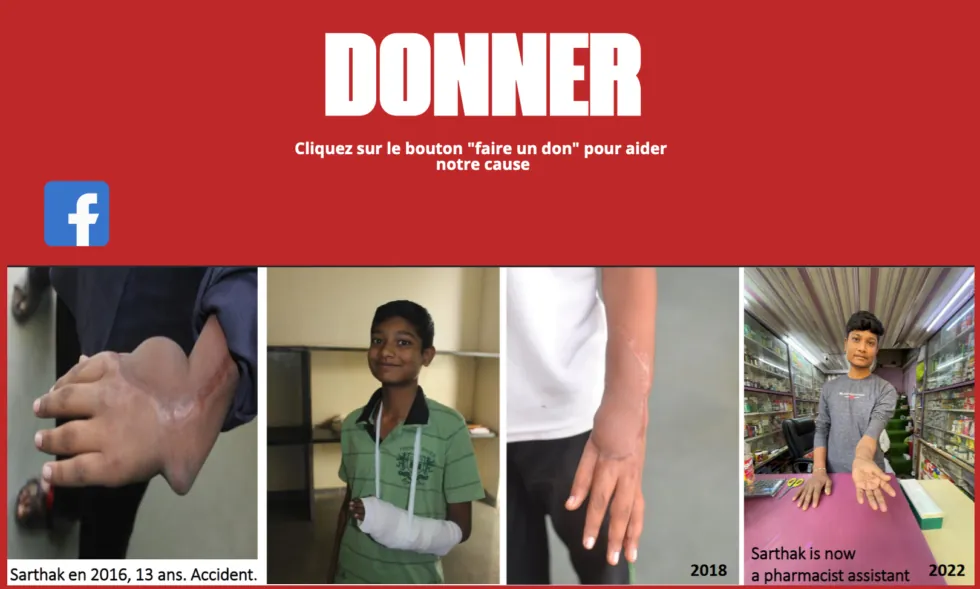 DONNER
Cliquez sur le bouton "faire un don" pour aider
notre cause
Sarthak en 2016, 13 ans. Accident.
2018
Sarthak is now
a pharmacist assistant
2022